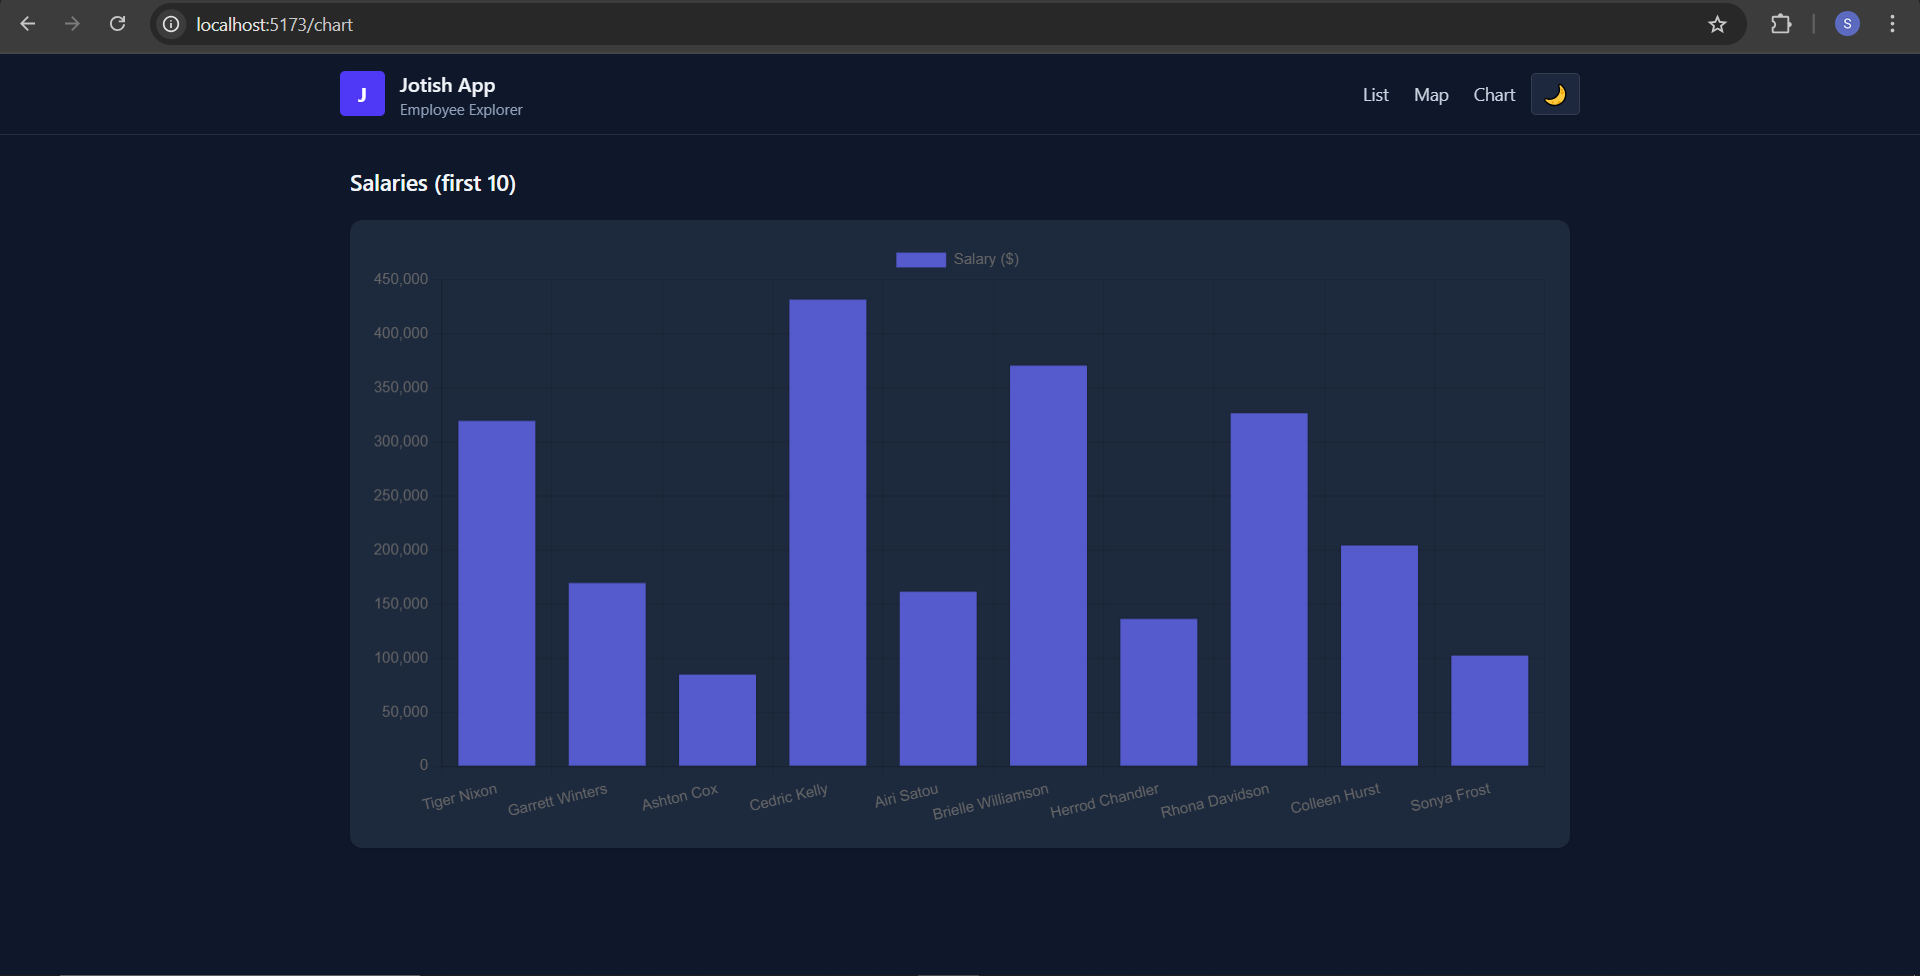 localhost:5173/chart
S
J
Jotish App
Employee Explorer
List Map Chart
Salaries (first 10)
Salary ($)
450,000
400,000
350,000
300,000
250,000
200,000
150,000
100,000
50,000
0
Tiger Nixon
Garrett Winters
Ashton Cox
Cedric Kelly
Airi Satou
Brielle Williamson
Herrod Chandler
Rhona Davidson
Colleen Hurst
Sonya Frost